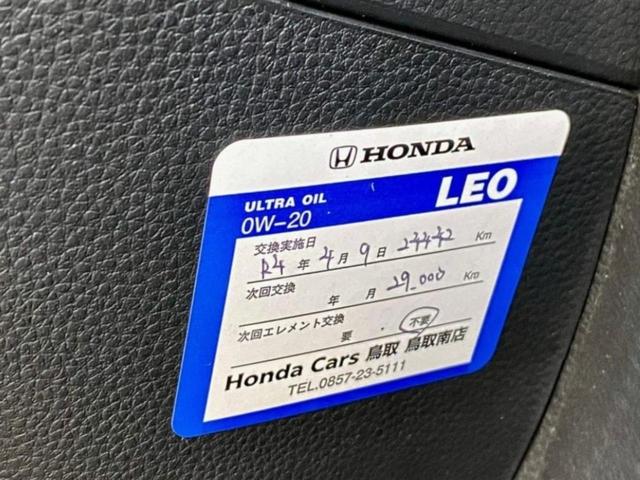 HONDA
ULTRA OIL LEO
0W-20
交換実施日 R4 年 4 月 9 日 24442 Km
次回交換 年 月 29,000 Km
次回エレメント交換 要 ・ 不要
Honda Cars 鳥取 鳥取南店
TEL.0857-23-5111